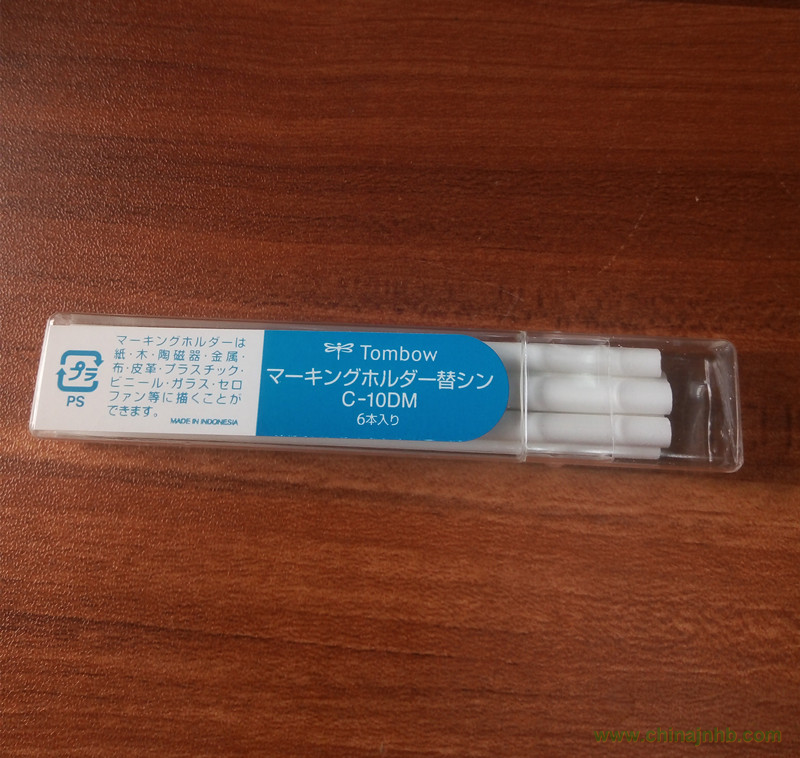 マーキングホルダーは
紙・木・陶磁器・金属・
布・皮革・プラスチック・
ビニール・ガラス・セロ
ファン等に描くことが
できます。
MADE IN INDONESIA
プラ
PS
Tombow
マーキングホルダー替シン
C-10DM
6本入り
www.chinajnhb.com